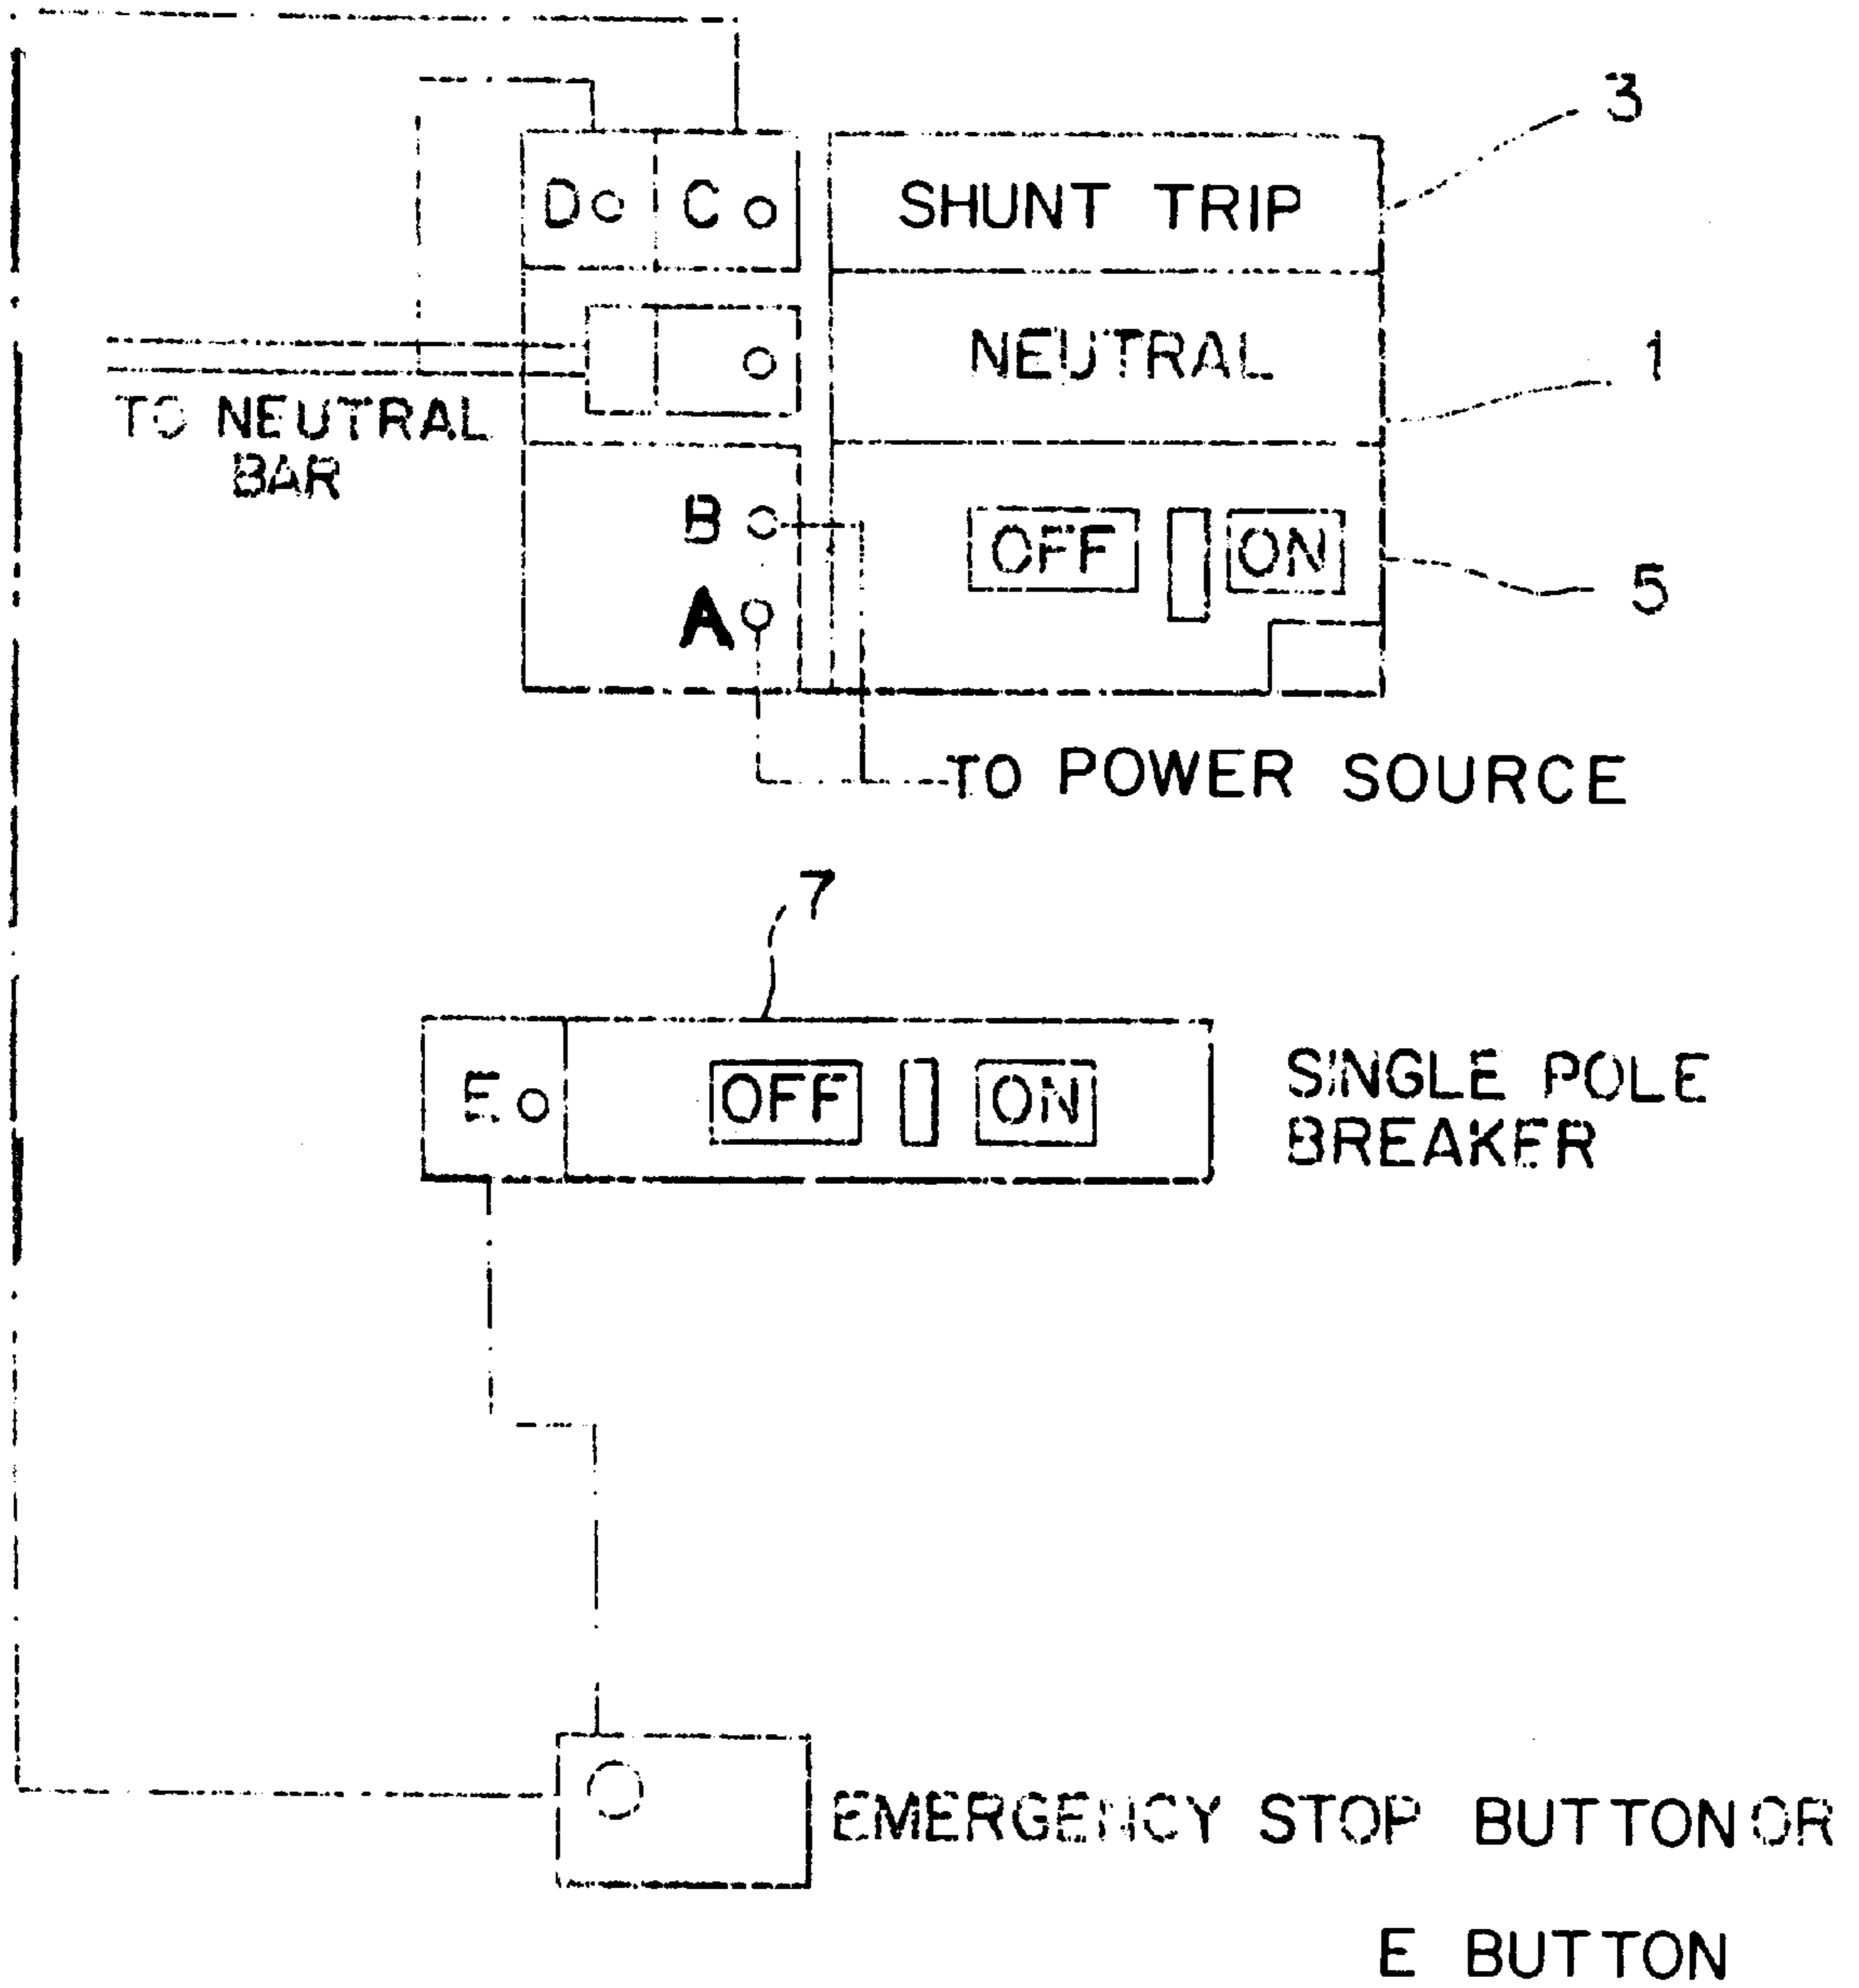 3
D C SHUNT TRIP
NEUTRAL 1
TO NEUTRAL
BAR
B OFF ON 5
A
TO POWER SOURCE
7
E OFF ON SINGLE POLE
BREAKER
EMERGENCY STOP BUTTON OR
E BUTTON